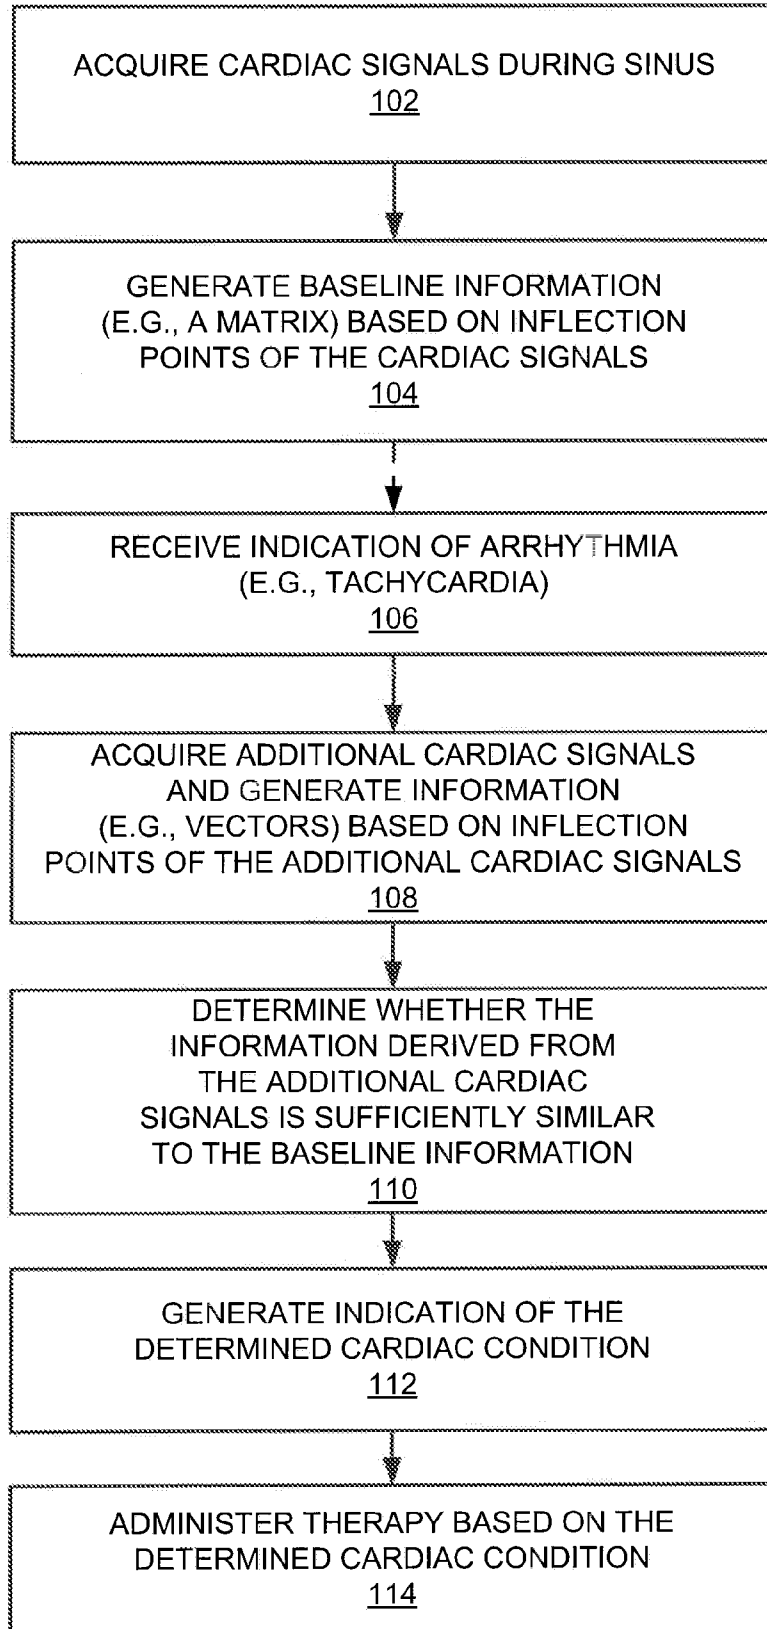 ACQUIRE CARDIAC SIGNALS DURING SINUS
102
GENERATE BASELINE INFORMATION
(E.G., A MATRIX) BASED ON INFLECTION
POINTS OF THE CARDIAC SIGNALS
104
RECEIVE INDICATION OF ARRHYTHMIA
(E.G., TACHYCARDIA)
106
ACQUIRE ADDITIONAL CARDIAC SIGNALS
AND GENERATE INFORMATION
(E.G., VECTORS) BASED ON INFLECTION
POINTS OF THE ADDITIONAL CARDIAC SIGNALS
108
DETERMINE WHETHER THE
INFORMATION DERIVED FROM
THE ADDITIONAL CARDIAC
SIGNALS IS SUFFICIENTLY SIMILAR
TO THE BASELINE INFORMATION
110
GENERATE INDICATION OF THE
DETERMINED CARDIAC CONDITION
112
ADMINISTER THERAPY BASED ON THE
DETERMINED CARDIAC CONDITION
114